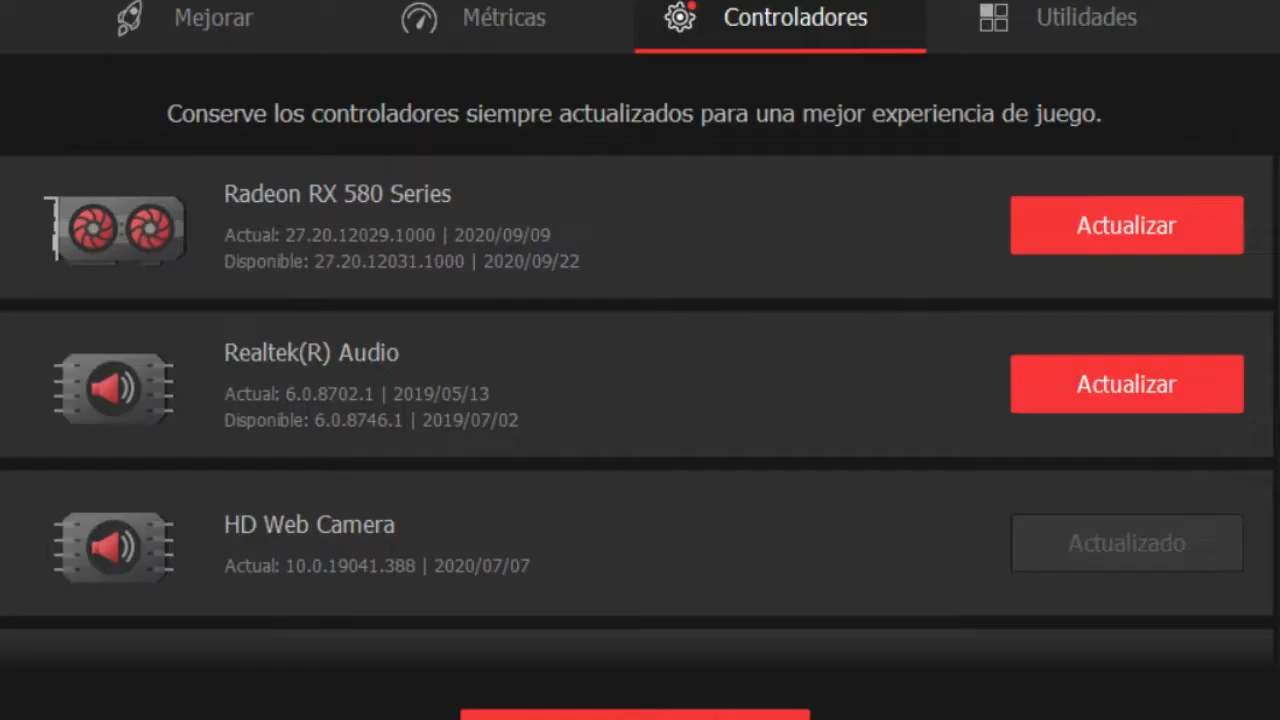 Mejorar
Métricas
Controladores
Utilidades
Conserve los controladores siempre actualizados para una mejor experiencia de juego.
Radeon RX 580 Series
Actual: 27.20.12029.1000 | 2020/09/09
Disponible: 27.20.12031.1000 | 2020/09/22
Actualizar
Realtek(R) Audio
Actual: 6.0.8702.1 | 2019/05/13
Disponible: 6.0.8746.1 | 2019/07/02
Actualizar
HD Web Camera
Actual: 10.0.19041.388 | 2020/07/07
Actualizado